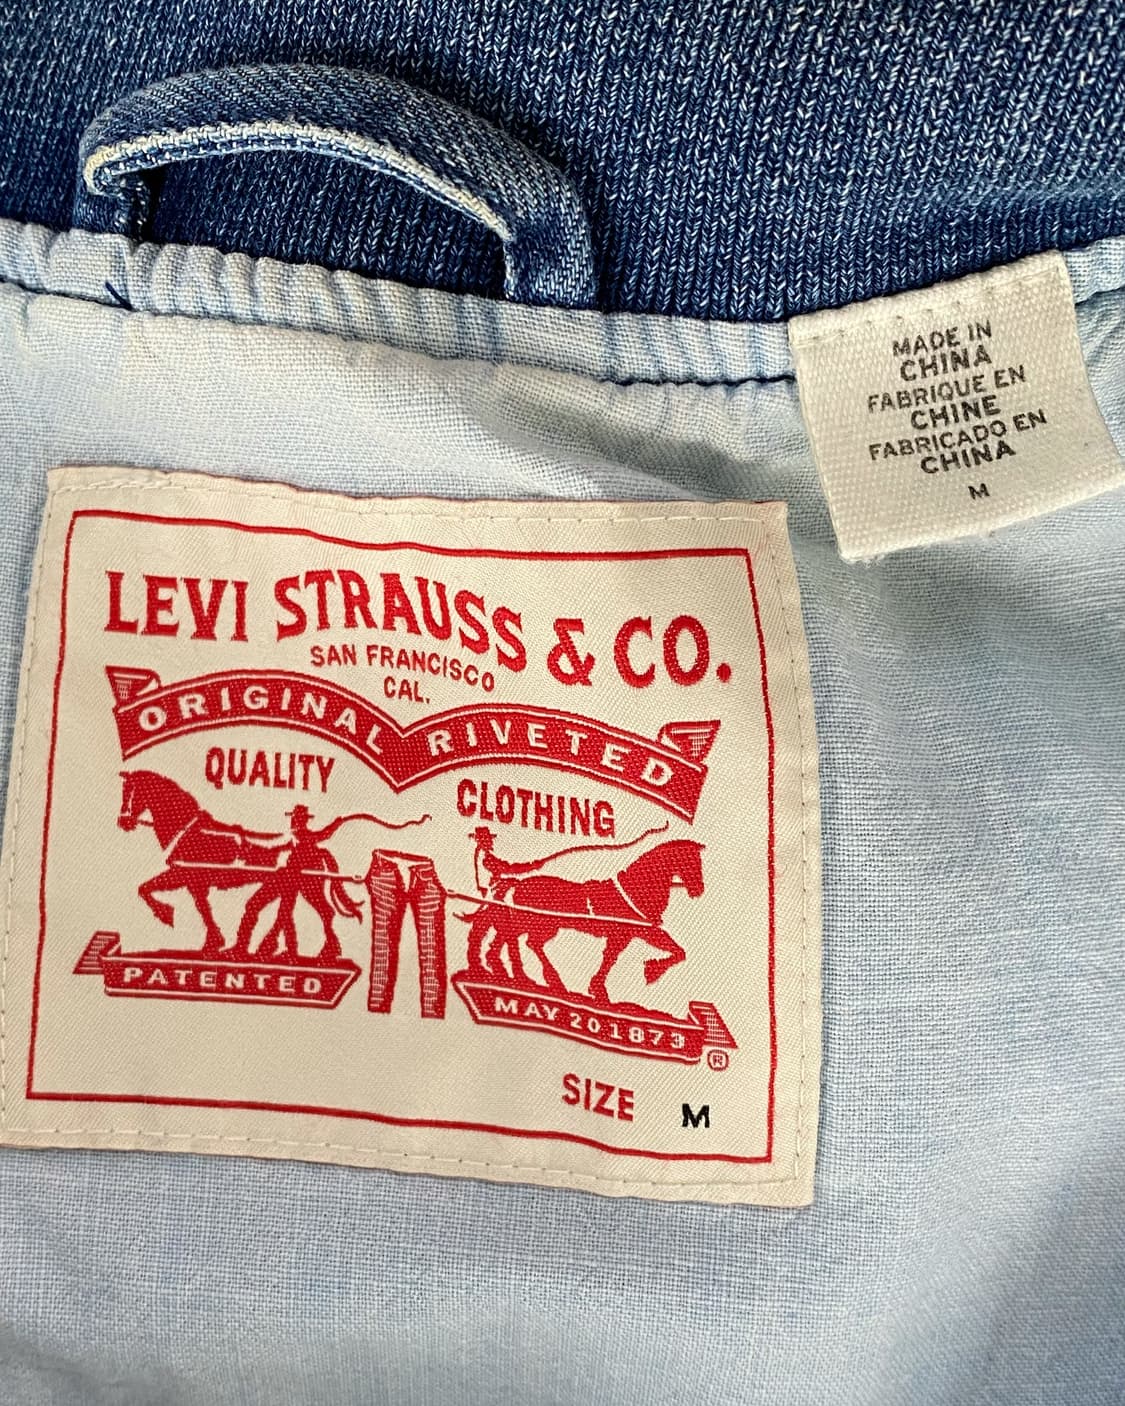 MADE IN
CHINA
FABRIQUE EN
CHINE
FABRICADO EN
CHINA
M
LEVI STRAUSS & CO.
SAN FRANCISCO
CAL.
ORIGINAL RIVETED
QUALITY CLOTHING
PATENTED
MAY 20 1873
®
SIZE M